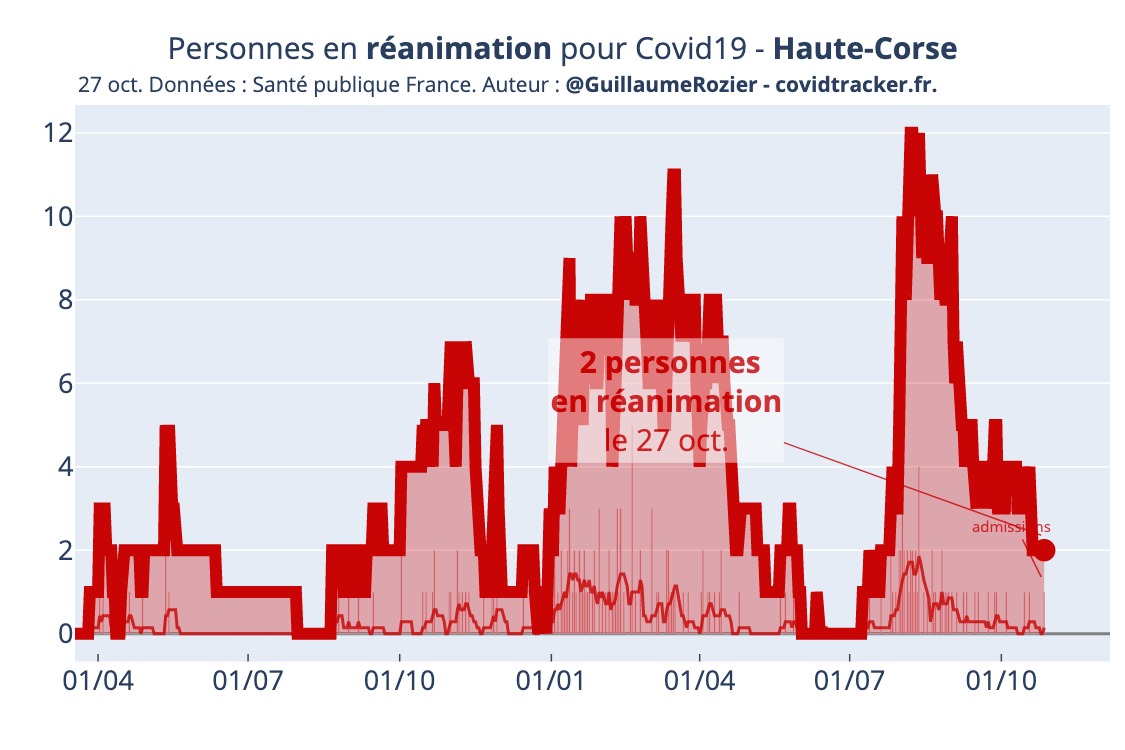 Personnes en réanimation pour Covid19 - Haute-Corse
27 oct. Données : Santé publique France. Auteur : @GuillaumeRozier - covidtracker.fr.
12
10
8
6
4
2
0
2 personnes
en réanimation
le 27 oct.
admissions
01/04 01/07 01/10 01/01 01/04 01/07 01/10